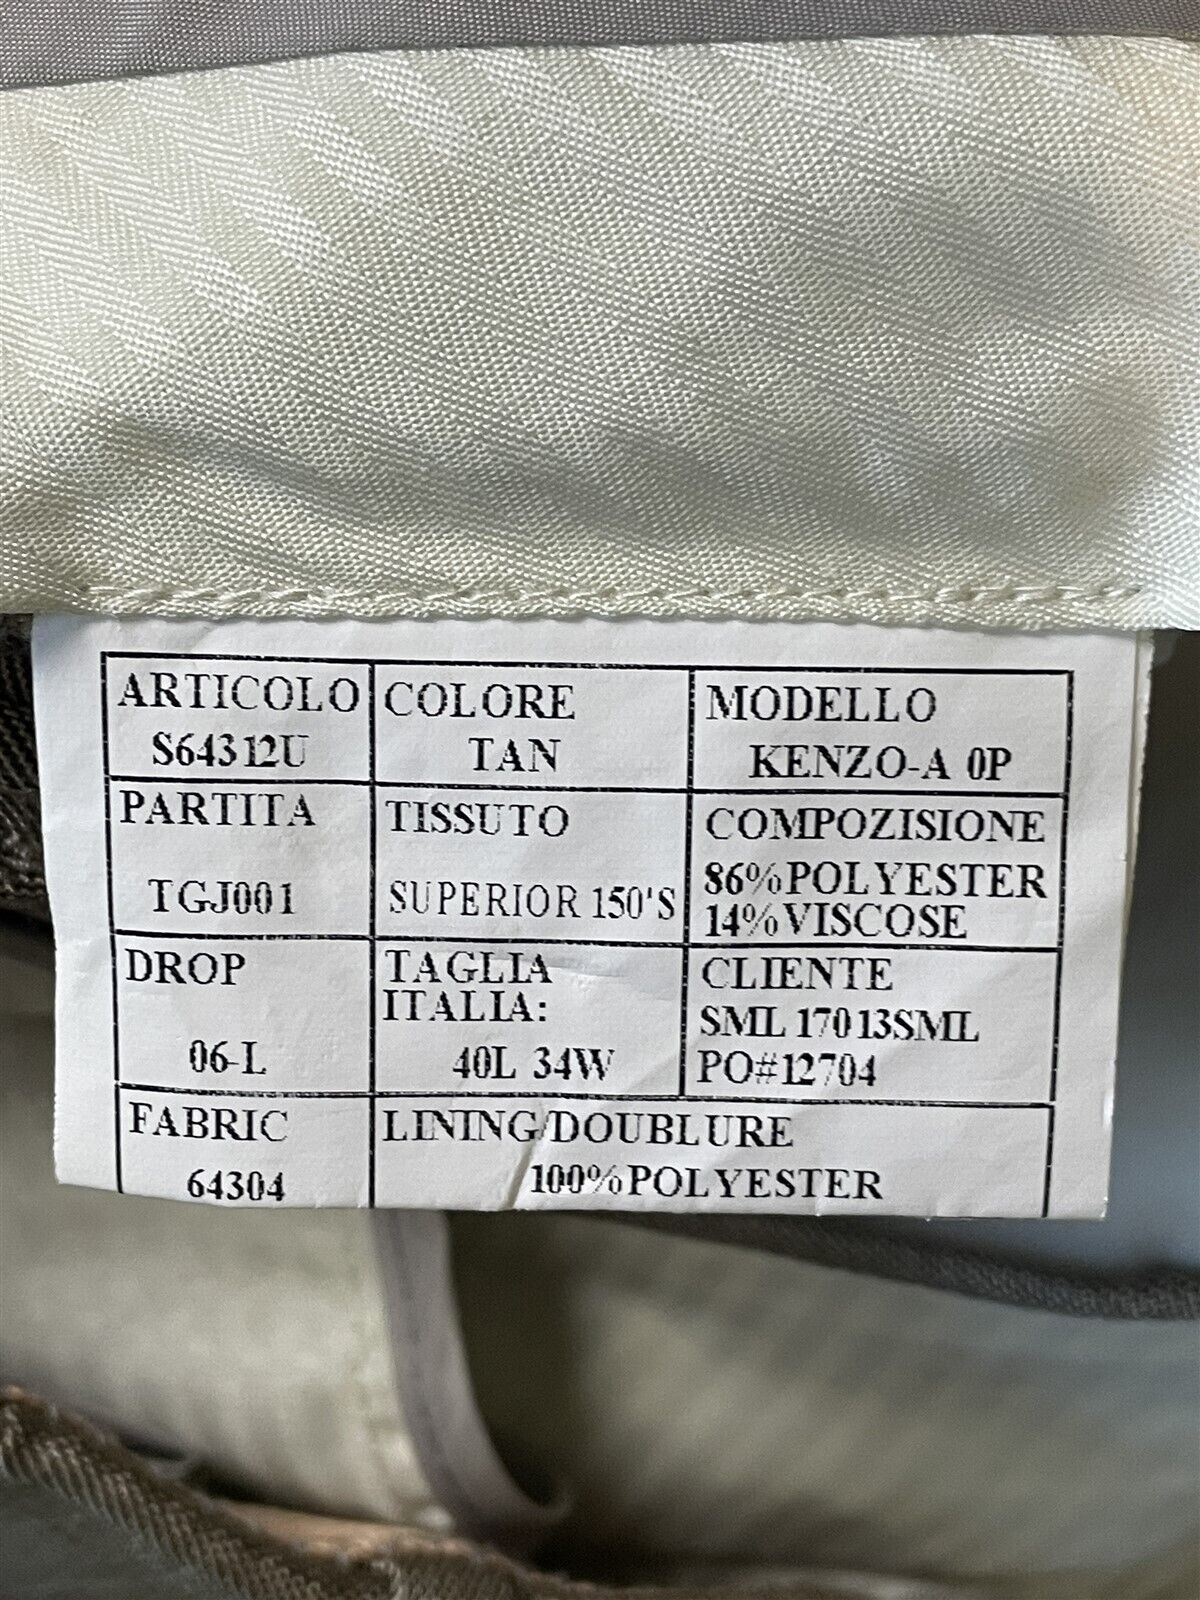 ARTICOLO
S64312U
COLORE
TAN
MODELLO
KENZO-A 0P
PARTITA
TGJ001
TISSUTO
SUPERIOR 150'S
COMPOZISIONE
86%POLYESTER
14%VISCOSE
DROP
06-L
TAGLIA
ITALIA:
40L 34W
CLIENTE
SML 17013SML
PO#12704
FABRIC
64304
LINING/DOUBLURE
100%POLYESTER